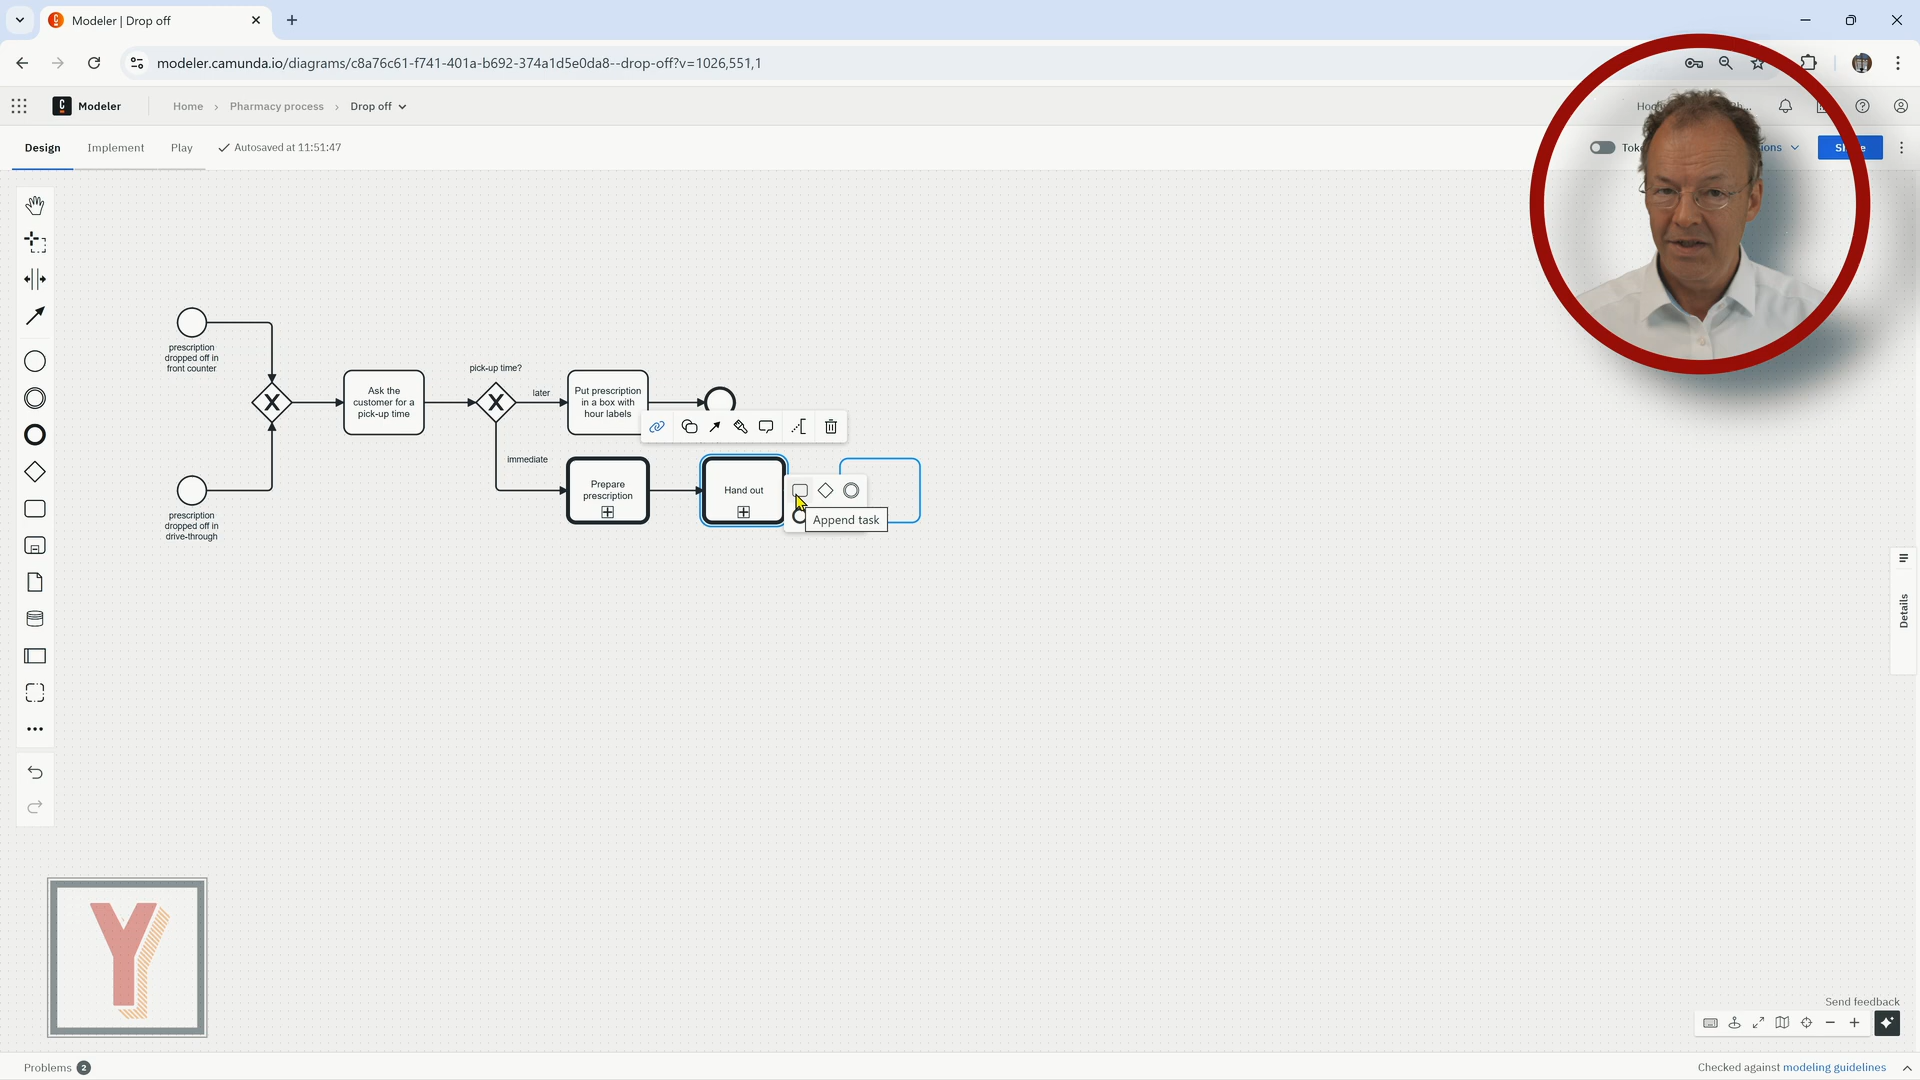 Modeler | Drop off
modeler.camunda.io/diagrams/c8a76c61-f741-401a-b692-374a1d5e0da8--drop-off?v=1026,551,1
Modeler
Home › Pharmacy process › Drop off
Design
Implement
Play
Autosaved at 11:51:47
prescription
dropped off in
front counter
Ask the
customer for a
pick-up time
pick-up time?
later
Put prescription
in a box with
hour labels
immediate
Prepare
prescription
Hand out
Append task
prescription
dropped off in
drive-through
Details
Y
Send feedback
Problems 2
Checked against modeling guidelines